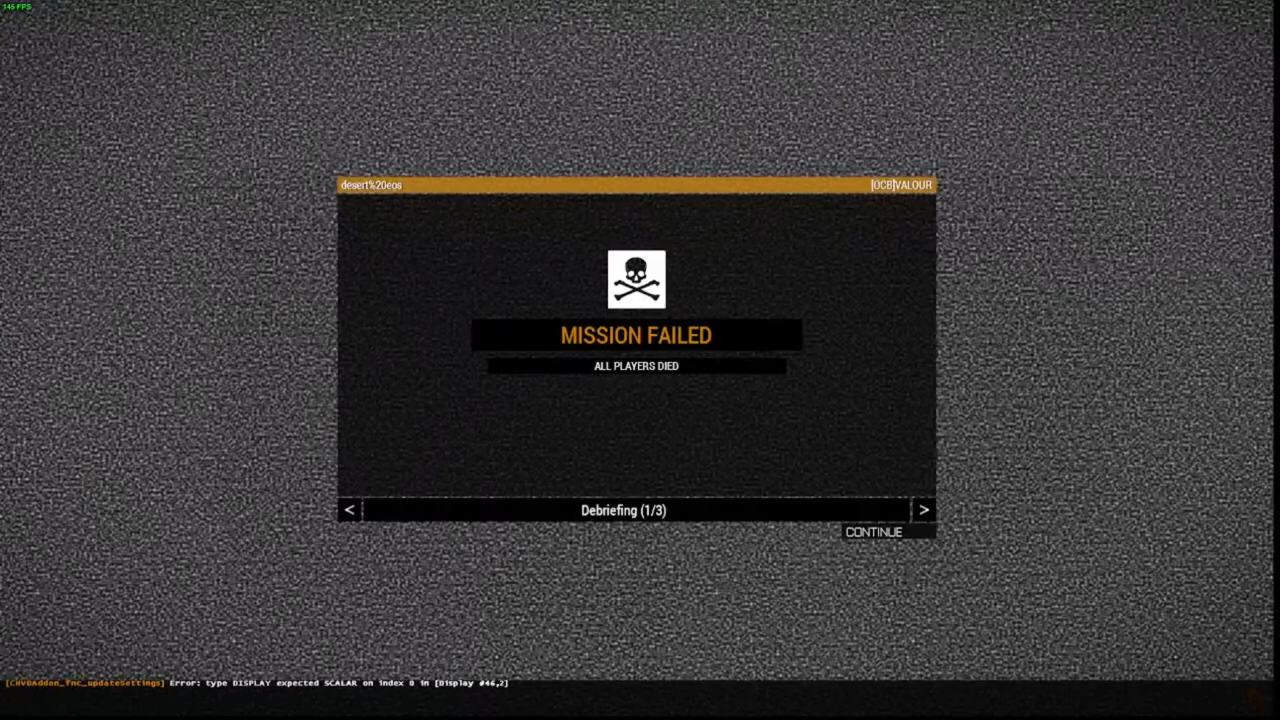 145 FPS
desert%20eos
[OCB]VALOUR
MISSION FAILED
ALL PLAYERS DIED
< Debriefing (1/3) >
CONTINUE
[CHVDAddon_fnc_updateSettings] Error: type DISPLAY expected SCALAR on index 0 in [Display #46,2]